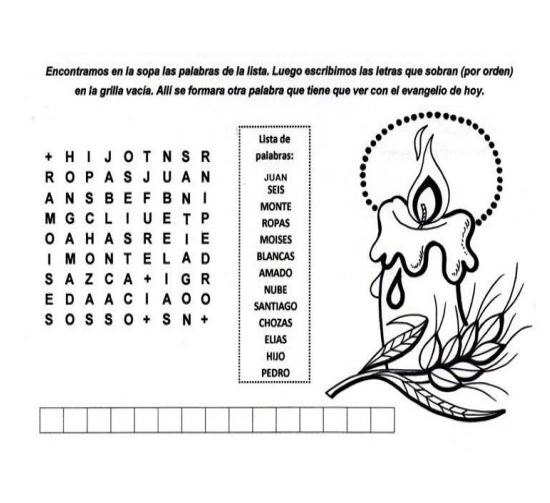 Encontramos en la sopa las palabras de la lista. Luego escribimos las letras que sobran (por orden)
en la grilla vacía. Allí se formara otra palabra que tiene que ver con el evangelio de hoy.
+ H I J O T N S R
R O P A S J U A N
A N S B E F B N I
M G C L I U E T P
O A H A S R E I E
I M O N T E L A D
S A Z C A + I G R
E D A A C I A O O
S O S S O + S N +
Lista de
palabras:
JUAN
SEIS
MONTE
ROPAS
MOISES
BLANCAS
AMADO
NUBE
SANTIAGO
CHOZAS
ELIAS
HIJO
PEDRO